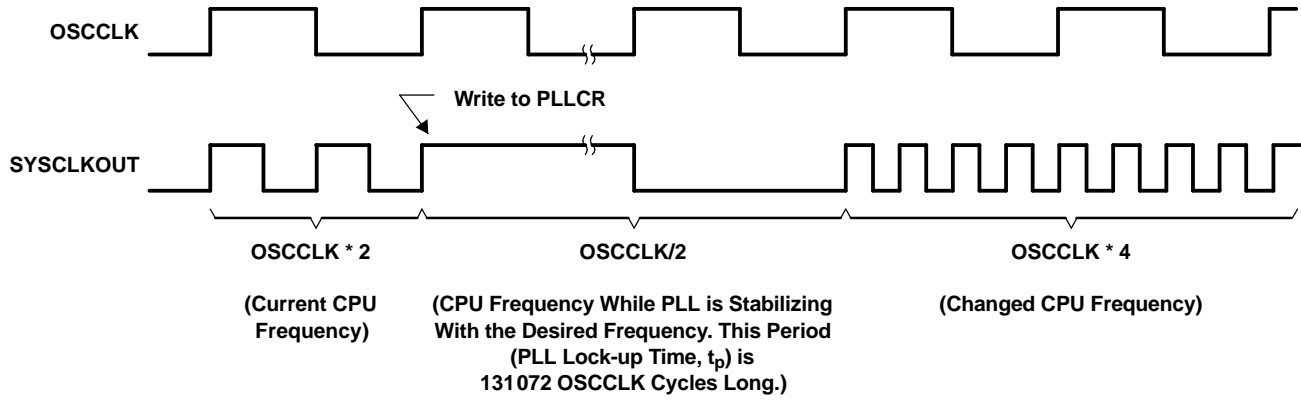 OSCCLK
Write to PLLCR
SYSCLKOUT
OSCCLK * 2
(Current CPU
Frequency)
OSCCLK/2
(CPU Frequency While PLL is Stabilizing
With the Desired Frequency. This Period
(PLL Lock-up Time, tp) is
131072 OSCCLK Cycles Long.)
OSCCLK * 4
(Changed CPU Frequency)